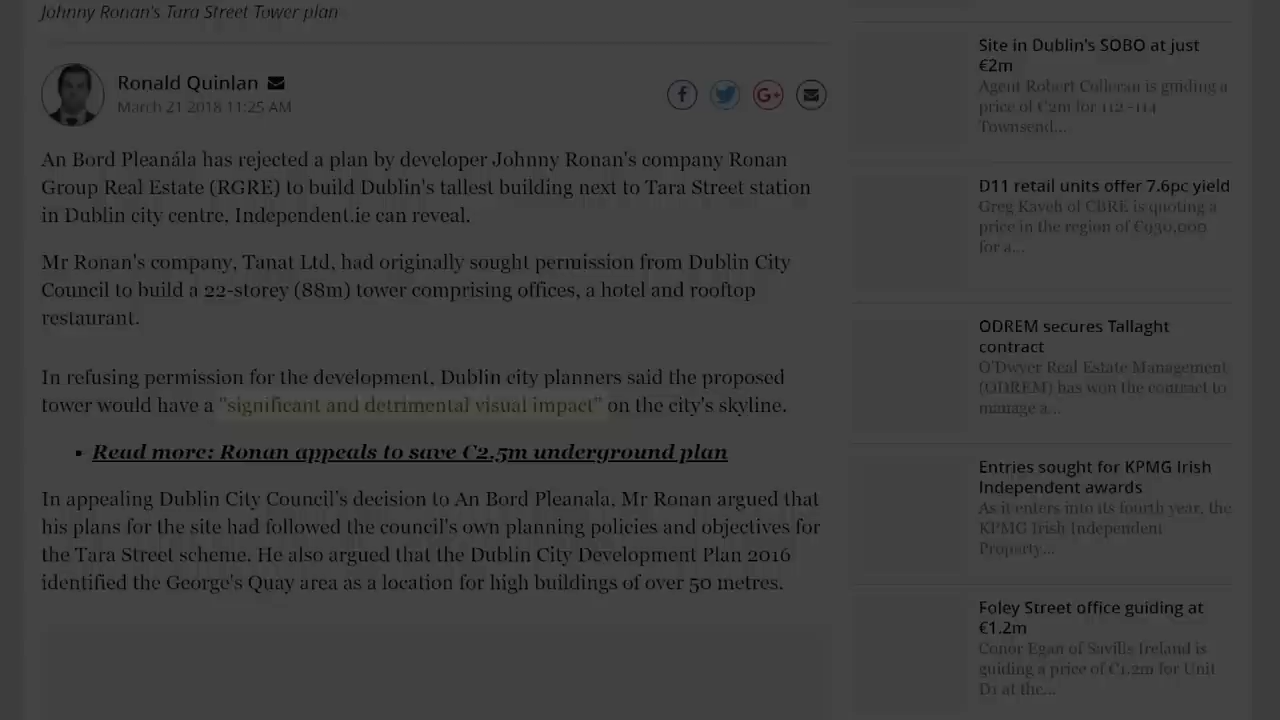 Johnny Ronan's Tara Street Tower plan
Ronald Quinlan
March 21 2018 11:25 AM
An Bord Pleanála has rejected a plan by developer Johnny Ronan's company Ronan
Group Real Estate (RGRE) to build Dublin's tallest building next to Tara Street station
in Dublin city centre, Independent.ie can reveal.
Mr Ronan's company, Tanat Ltd, had originally sought permission from Dublin City
Council to build a 22-storey (88m) tower comprising offices, a hotel and rooftop
restaurant.
In refusing permission for the development, Dublin city planners said the proposed
tower would have a "significant and detrimental visual impact" on the city's skyline.
Read more: Ronan appeals to save €2.5m underground plan
In appealing Dublin City Council's decision to An Bord Pleanala, Mr Ronan argued that
his plans for the site had followed the council's own planning policies and objectives for
the Tara Street scheme. He also argued that the Dublin City Development Plan 2016
identified the George's Quay area as a location for high buildings of over 50 metres.
Site in Dublin's SOBO at just
€2m
Agent Robert Colleran is guiding a
price of €2m for 112-114
Townsend...
D11 retail units offer 7.6pc yield
Greg Kaveh of CBRE is quoting a
price in the region of €930,000
for a...
ODREM secures Tallaght
contract
O'Dwyer Real Estate Management
(ODREM) has won the contract to
manage a...
Entries sought for KPMG Irish
Independent awards
As it enters into its fourth year, the
KPMG Irish Independent
Property...
Foley Street office guiding at
€1.2m
Conor Egan of Savills Ireland is
guiding a price of €1.2m for Unit
D1 at the...